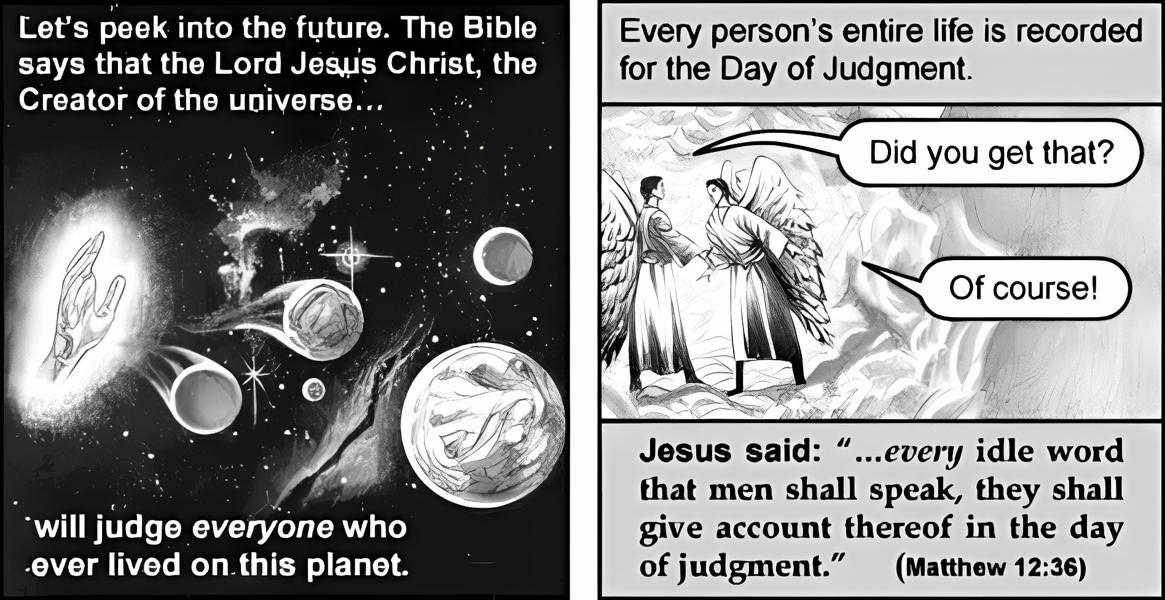 Let's peek into the future. The Bible
says that the Lord Jesus Christ, the
Creator of the universe...
will judge everyone who
ever lived on this planet.
Every person's entire life is recorded
for the Day of Judgment.
Did you get that?
Of course!
Jesus said: “...every idle word
that men shall speak, they shall
give account thereof in the day
of judgment.” (Matthew 12:36)